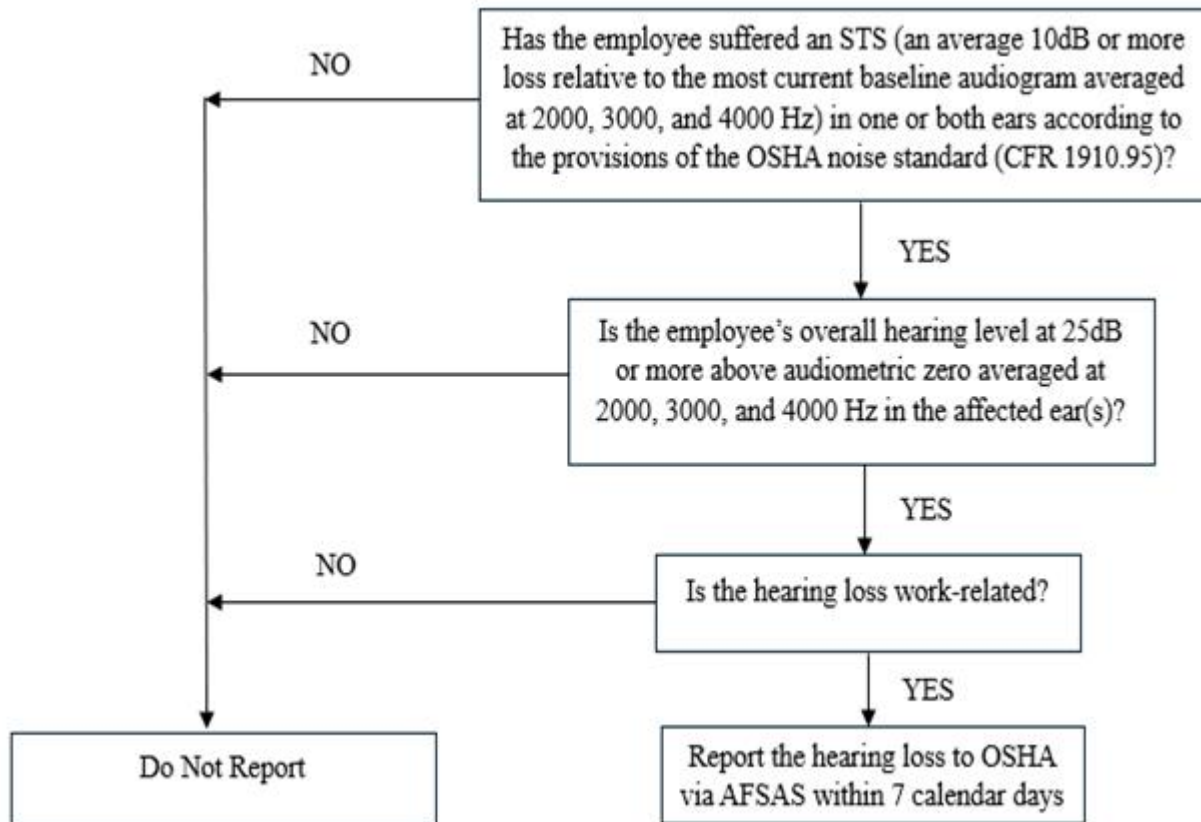 Has the employee suffered an STS (an average 10dB or more
loss relative to the most current baseline audiogram averaged
at 2000, 3000, and 4000 Hz) in one or both ears according to
the provisions of the OSHA noise standard (CFR 1910.95)?
NO
YES
Is the employee’s overall hearing level at 25dB
or more above audiometric zero averaged at
2000, 3000, and 4000 Hz in the affected ear(s)?
NO
YES
Is the hearing loss work-related?
NO
YES
Do Not Report
Report the hearing loss to OSHA
via AFSAS within 7 calendar days